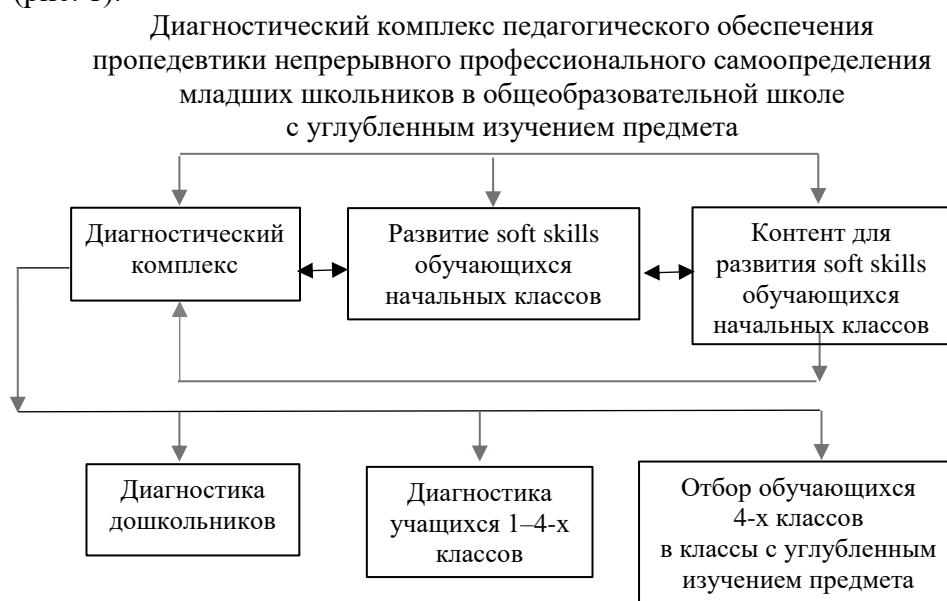 (рис. 1).
Диагностический комплекс педагогического обеспечения
пропедевтики непрерывного профессионального самоопределения
младших школьников в общеобразовательной школе
с углубленным изучением предмета
Диагностический
комплекс
Развитие soft skills
обучающихся
начальных классов
Контент для
развития soft skills
обучающихся
начальных классов
Диагностика
дошкольников
Диагностика
учащихся 1–4-х
классов
Отбор обучающихся
4-х классов
в классы с углубленным
изучением предмета